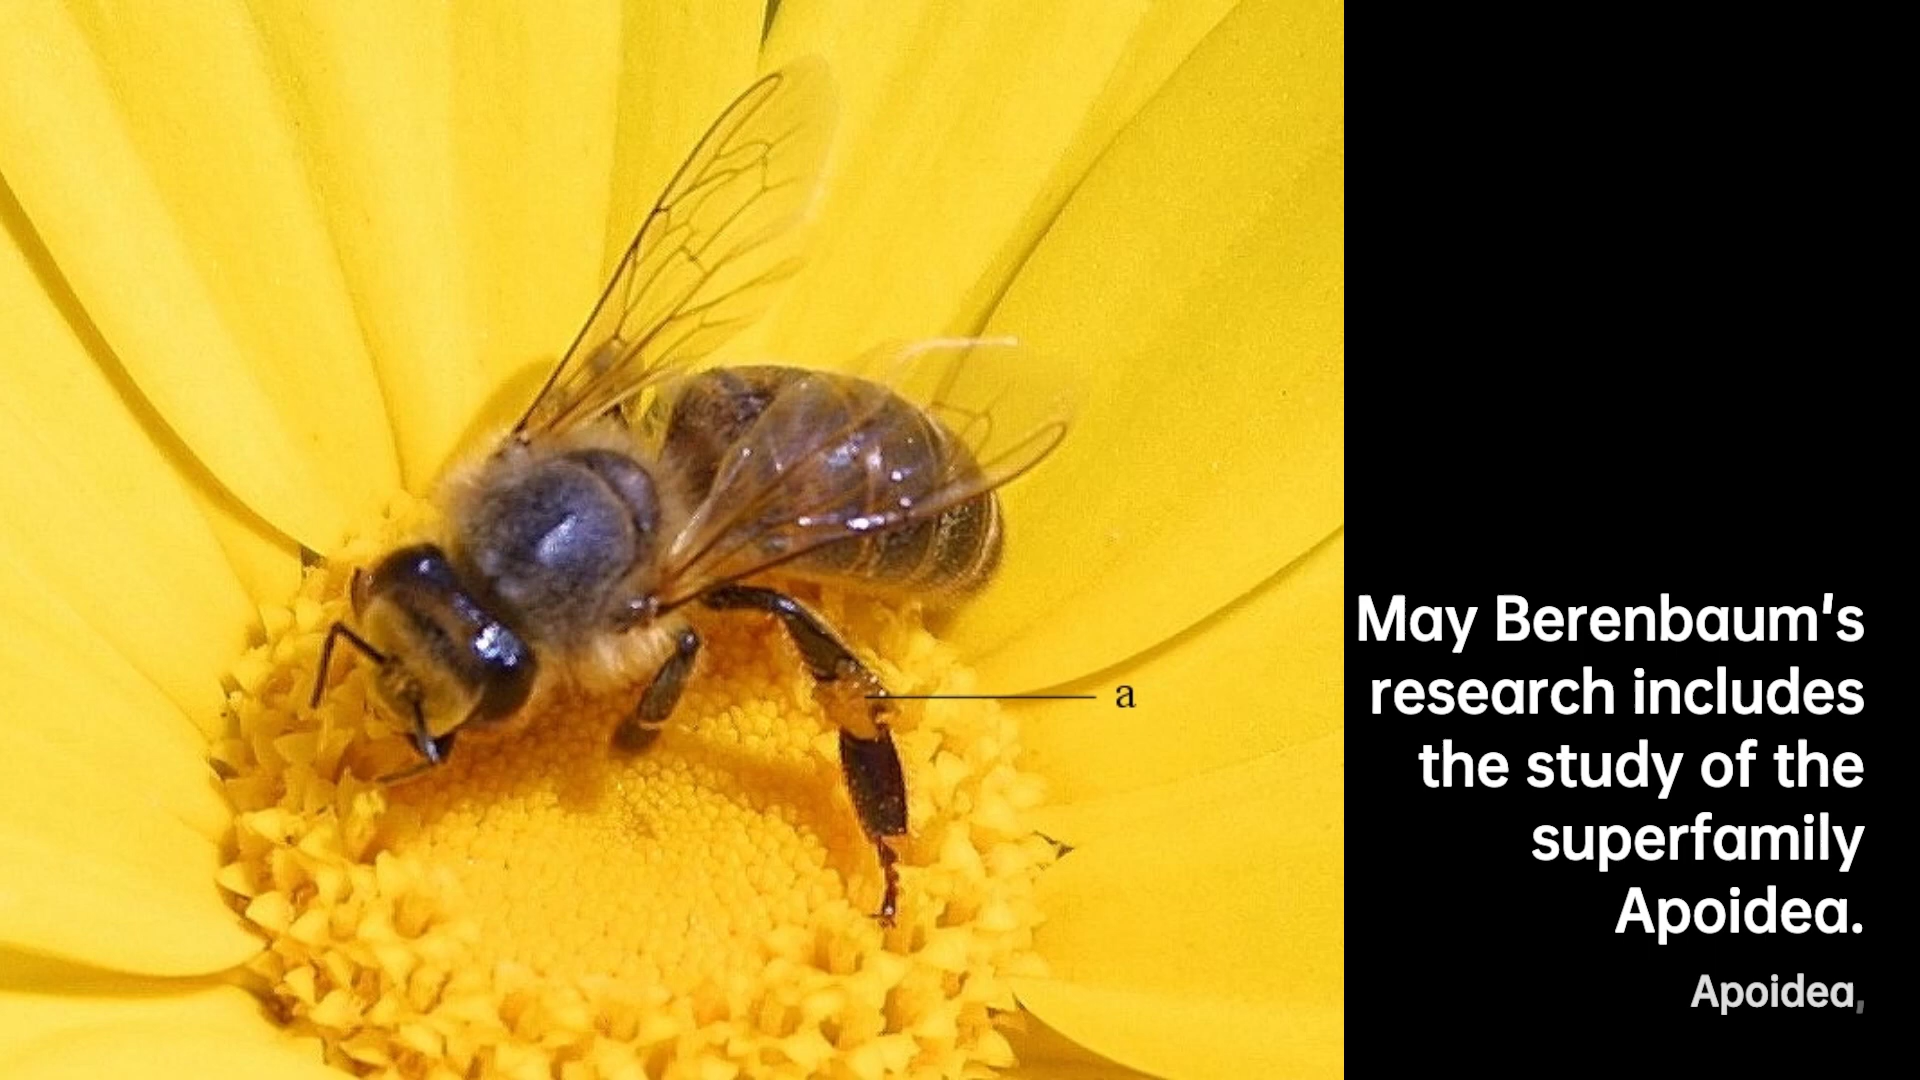 a
May Berenbaum's
research includes
the study of the
superfamily
Apoidea.
Apoidea,